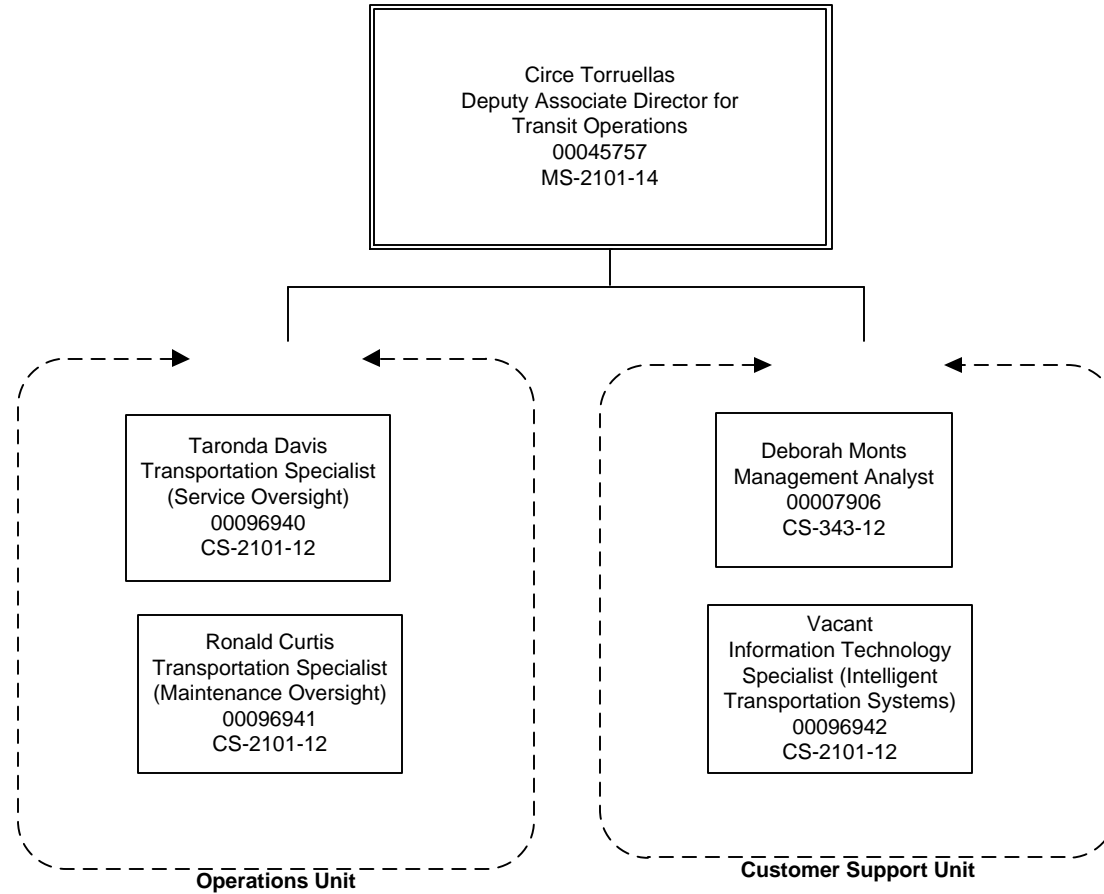 Circe Torruellas
Deputy Associate Director for
Transit Operations
00045757
MS-2101-14
Taronda Davis
Transportation Specialist
(Service Oversight)
00096940
CS-2101-12
Ronald Curtis
Transportation Specialist
(Maintenance Oversight)
00096941
CS-2101-12
Operations Unit
Deborah Monts
Management Analyst
00007906
CS-343-12
Vacant
Information Technology
Specialist (Intelligent
Transportation Systems)
00096942
CS-2101-12
Customer Support Unit